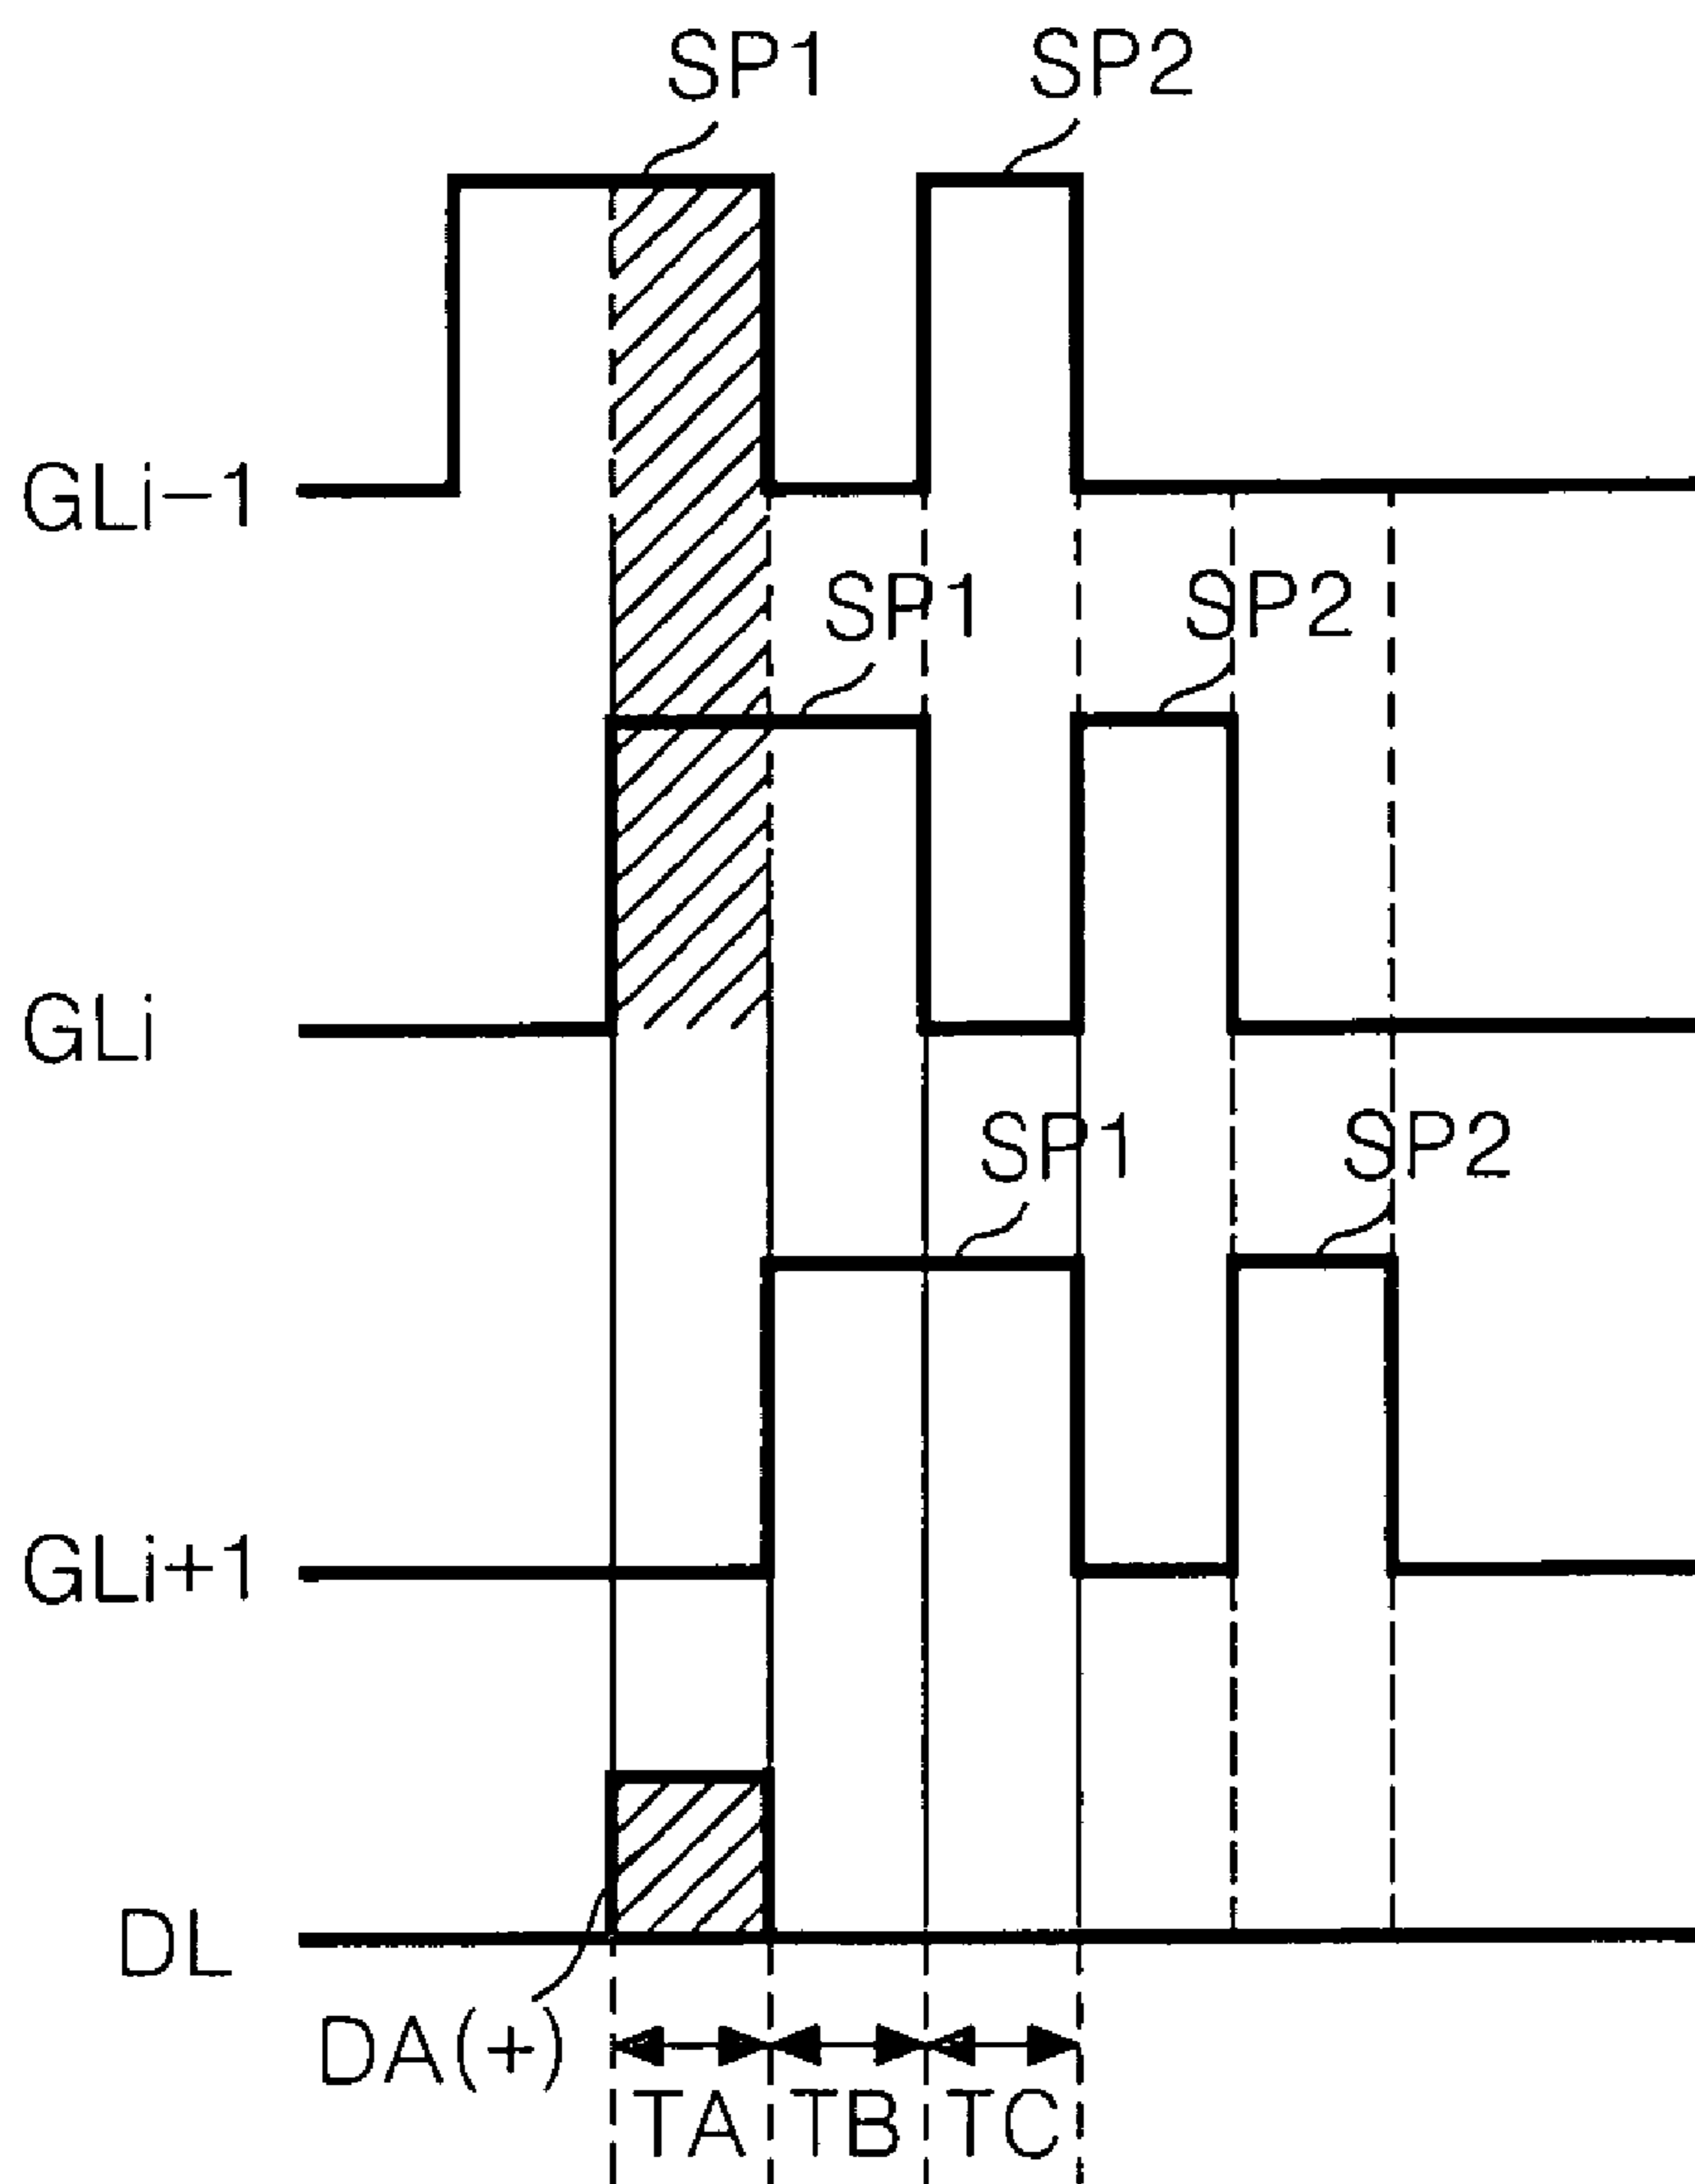 SP1 SP2
GLi-1
SP1 SP2
GLi
SP1 SP2
GLi+1
DL
DA(+)
TA TB TC